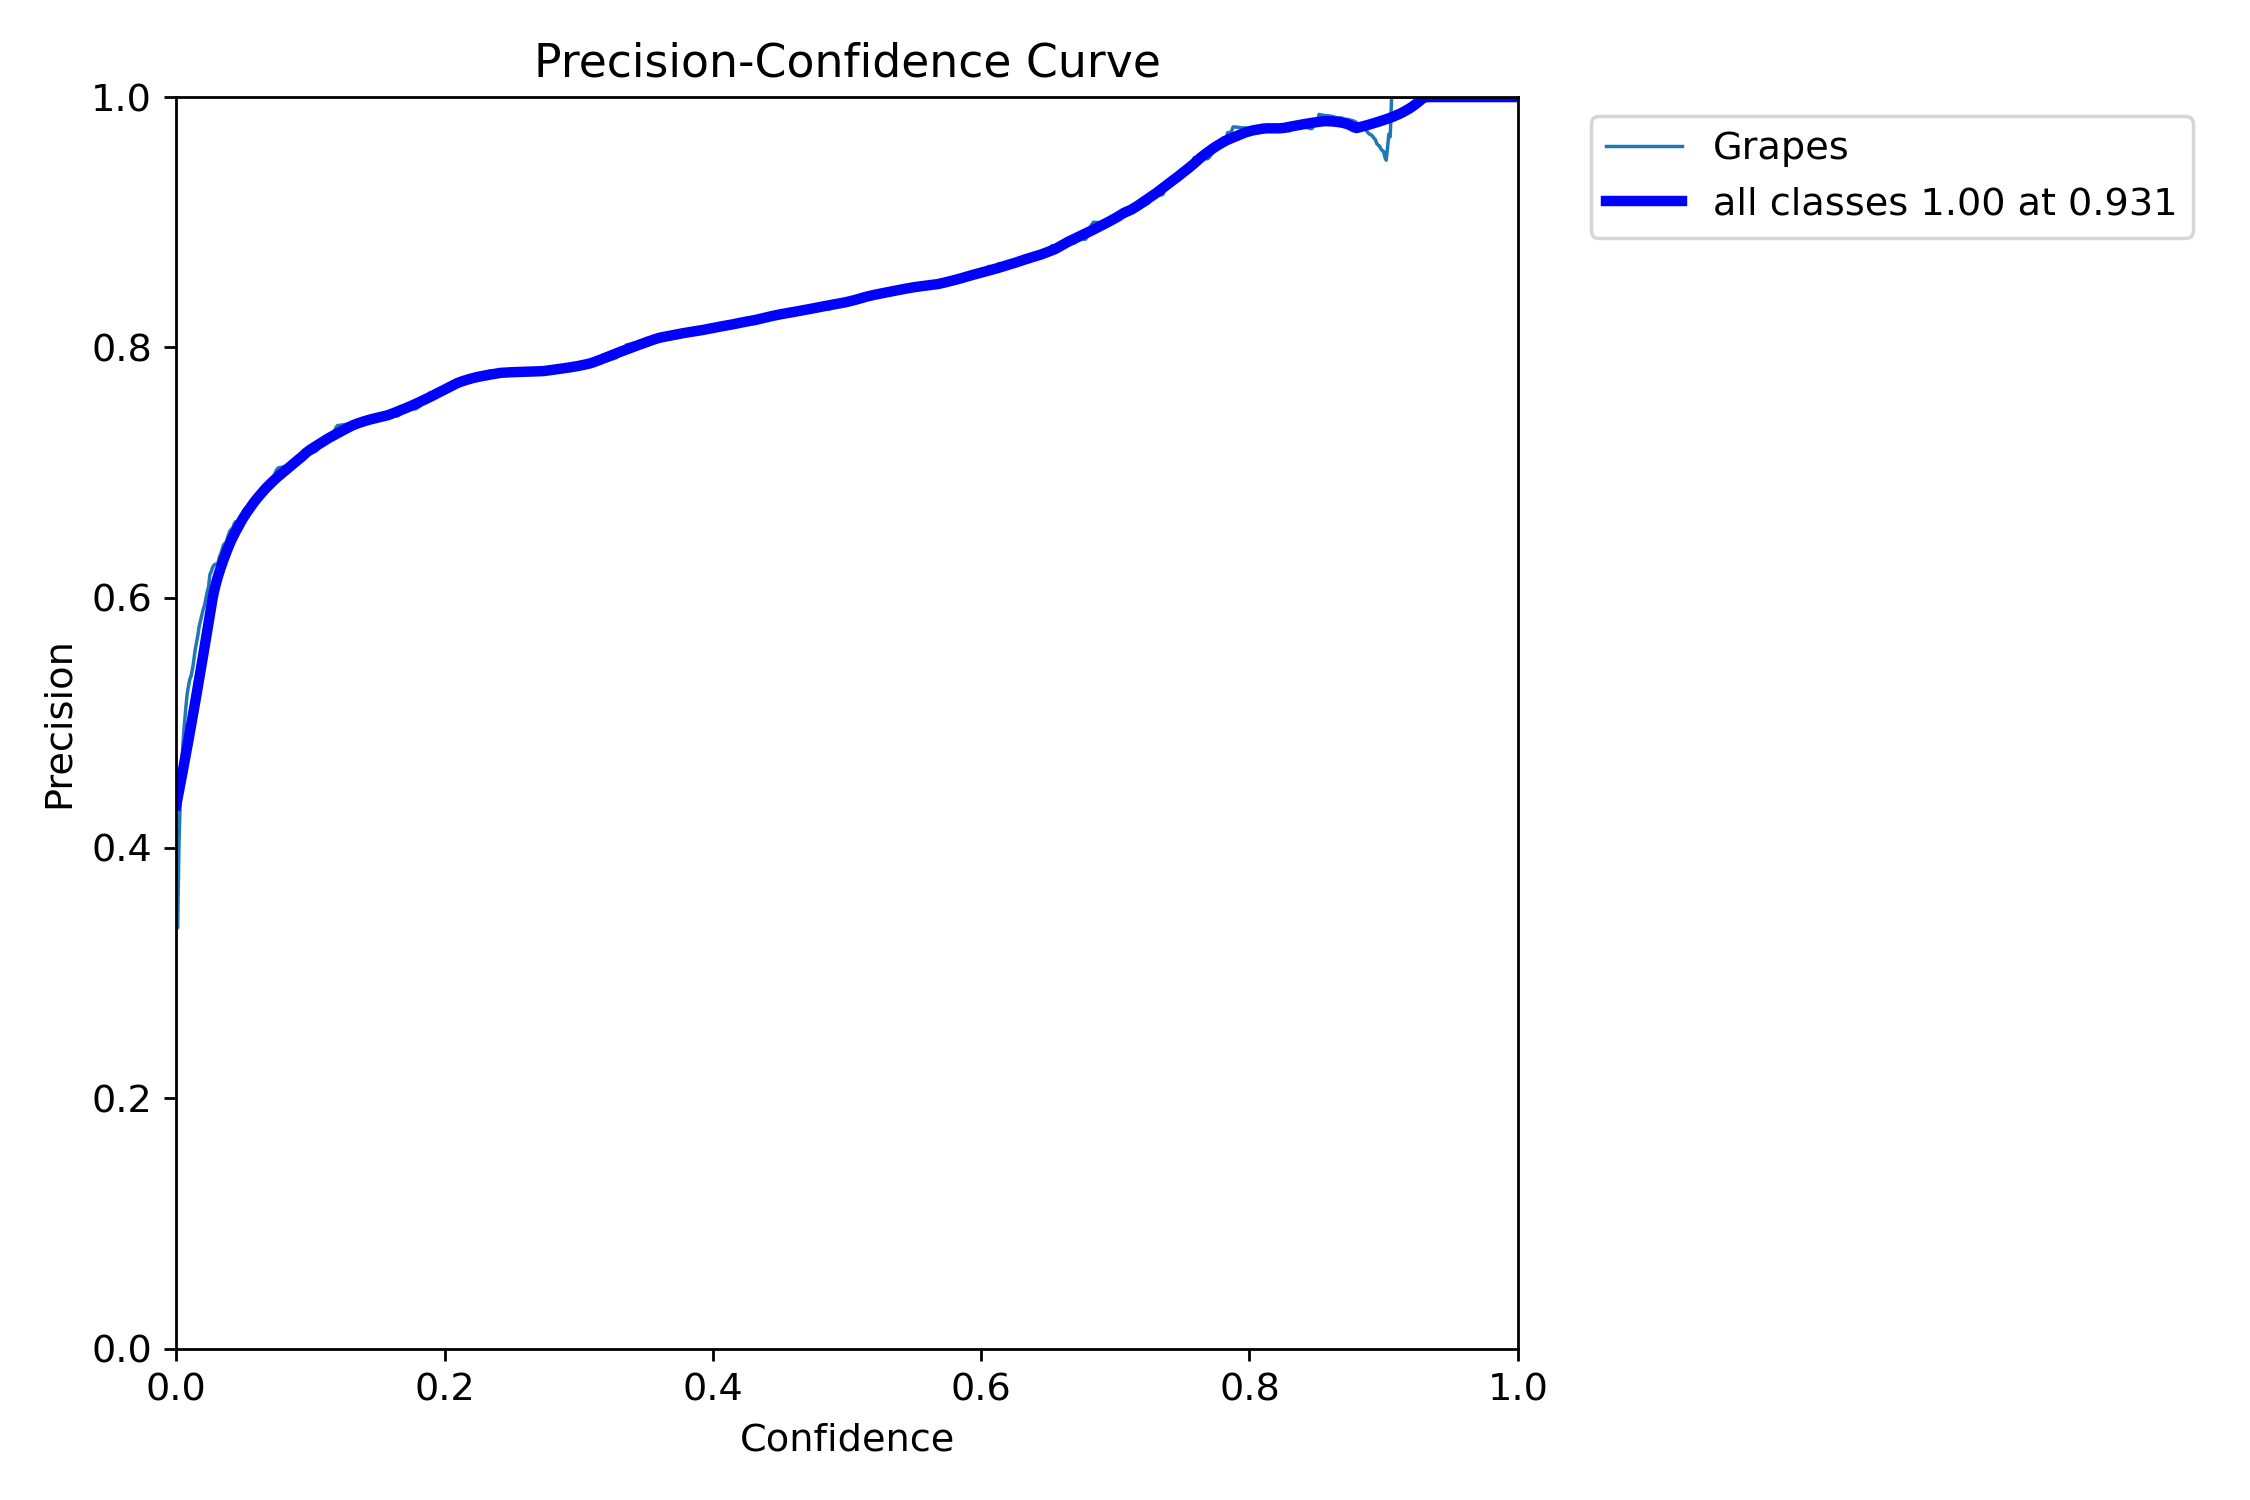 Precision-Confidence Curve
1.0
0.8
0.6
0.4
0.2
0.0
Precision
0.0 0.2 0.4 0.6 0.8 1.0
Confidence
Grapes
all classes 1.00 at 0.931